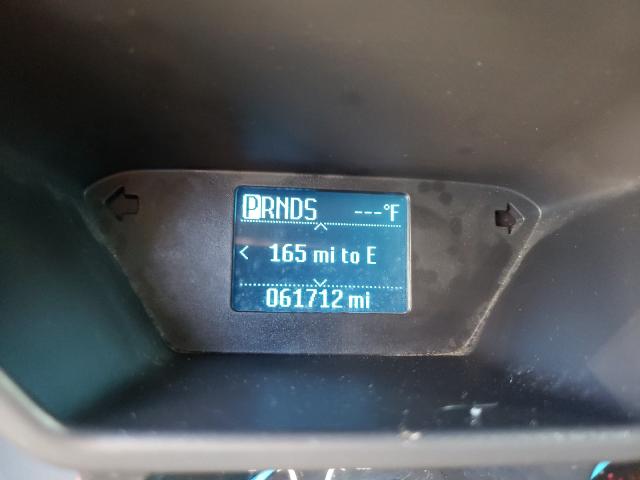 PRNDS ---°F
165 mi to E
061712 mi